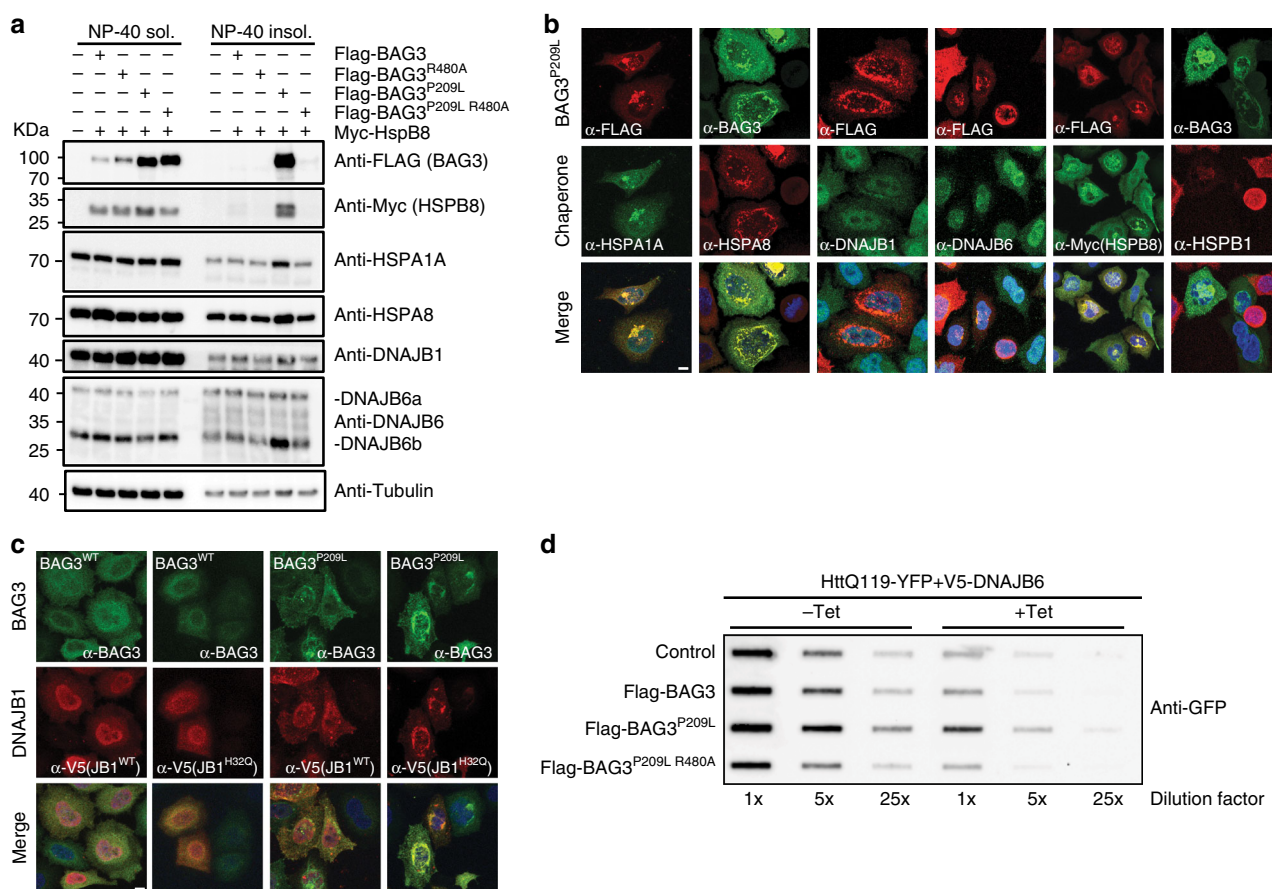 a
NP-40 sol. NP-40 insol.
– + – – – – + – – – Flag-BAG3
– – + – – – – + – – Flag-BAG3R480A
– – – + – – – – + – Flag-BAG3P209L
– – – – + – – – – + Flag-BAG3P209L R480A
KDa – + + + + – + + + + Myc-HspB8
100
70
Anti-FLAG (BAG3)
35
25
Anti-Myc (HSPB8)
70
Anti-HSPA1A
70
Anti-HSPA8
40
Anti-DNAJB1
40
35
25
-DNAJB6a
Anti-DNAJB6
-DNAJB6b
40
Anti-Tubulin
b
BAG3P209L
α-FLAG α-BAG3 α-FLAG α-FLAG α-FLAG α-BAG3
Chaperone
α-HSPA1A α-HSPA8 α-DNAJB1 α-DNAJB6 α-Myc(HSPB8) α-HSPB1
Merge
c
BAG3WT BAG3WT BAG3P209L BAG3P209L
BAG3
α-BAG3 α-BAG3 α-BAG3 α-BAG3
DNAJB1
α-V5(JB1WT) α-V5(JB1H32Q) α-V5(JB1WT) α-V5(JB1H32Q)
Merge
d
HttQ119-YFP+V5-DNAJB6
–Tet +Tet
Control
Flag-BAG3
Flag-BAG3P209L
Flag-BAG3P209L R480A
Anti-GFP
1x 5x 25x 1x 5x 25x Dilution factor